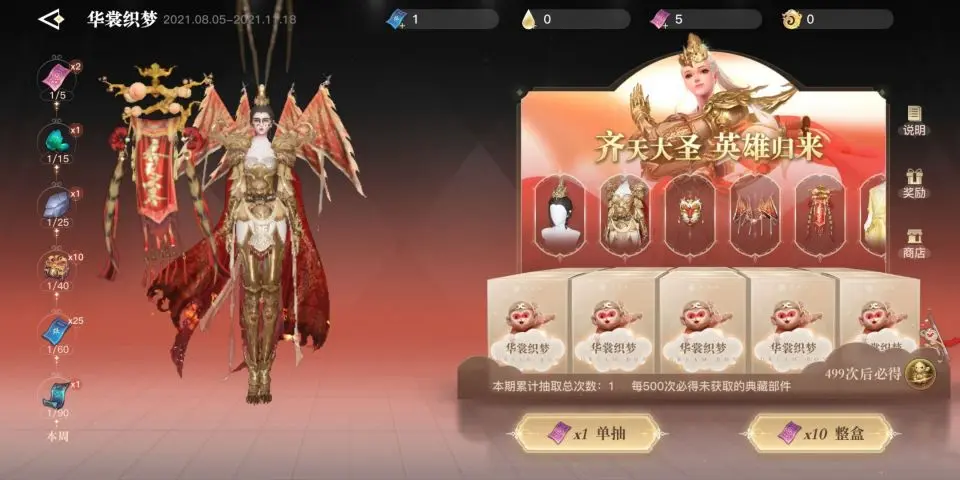 华裳织梦 2021.08.05-2021.11.18
1
0
5
0
x2
1/5
x1
1/15
x1
1/25
x10
1/40
x25
1/60
x1
1/90
本周
齐天大圣 英雄归来
说明
奖励
商店
华裳织梦
华裳织梦
华裳织梦
华裳织梦
华裳织梦
499次后必得
本期累计抽取总次数：1 每500次必得未获取的典藏部件
x1 单抽
x10 整盒